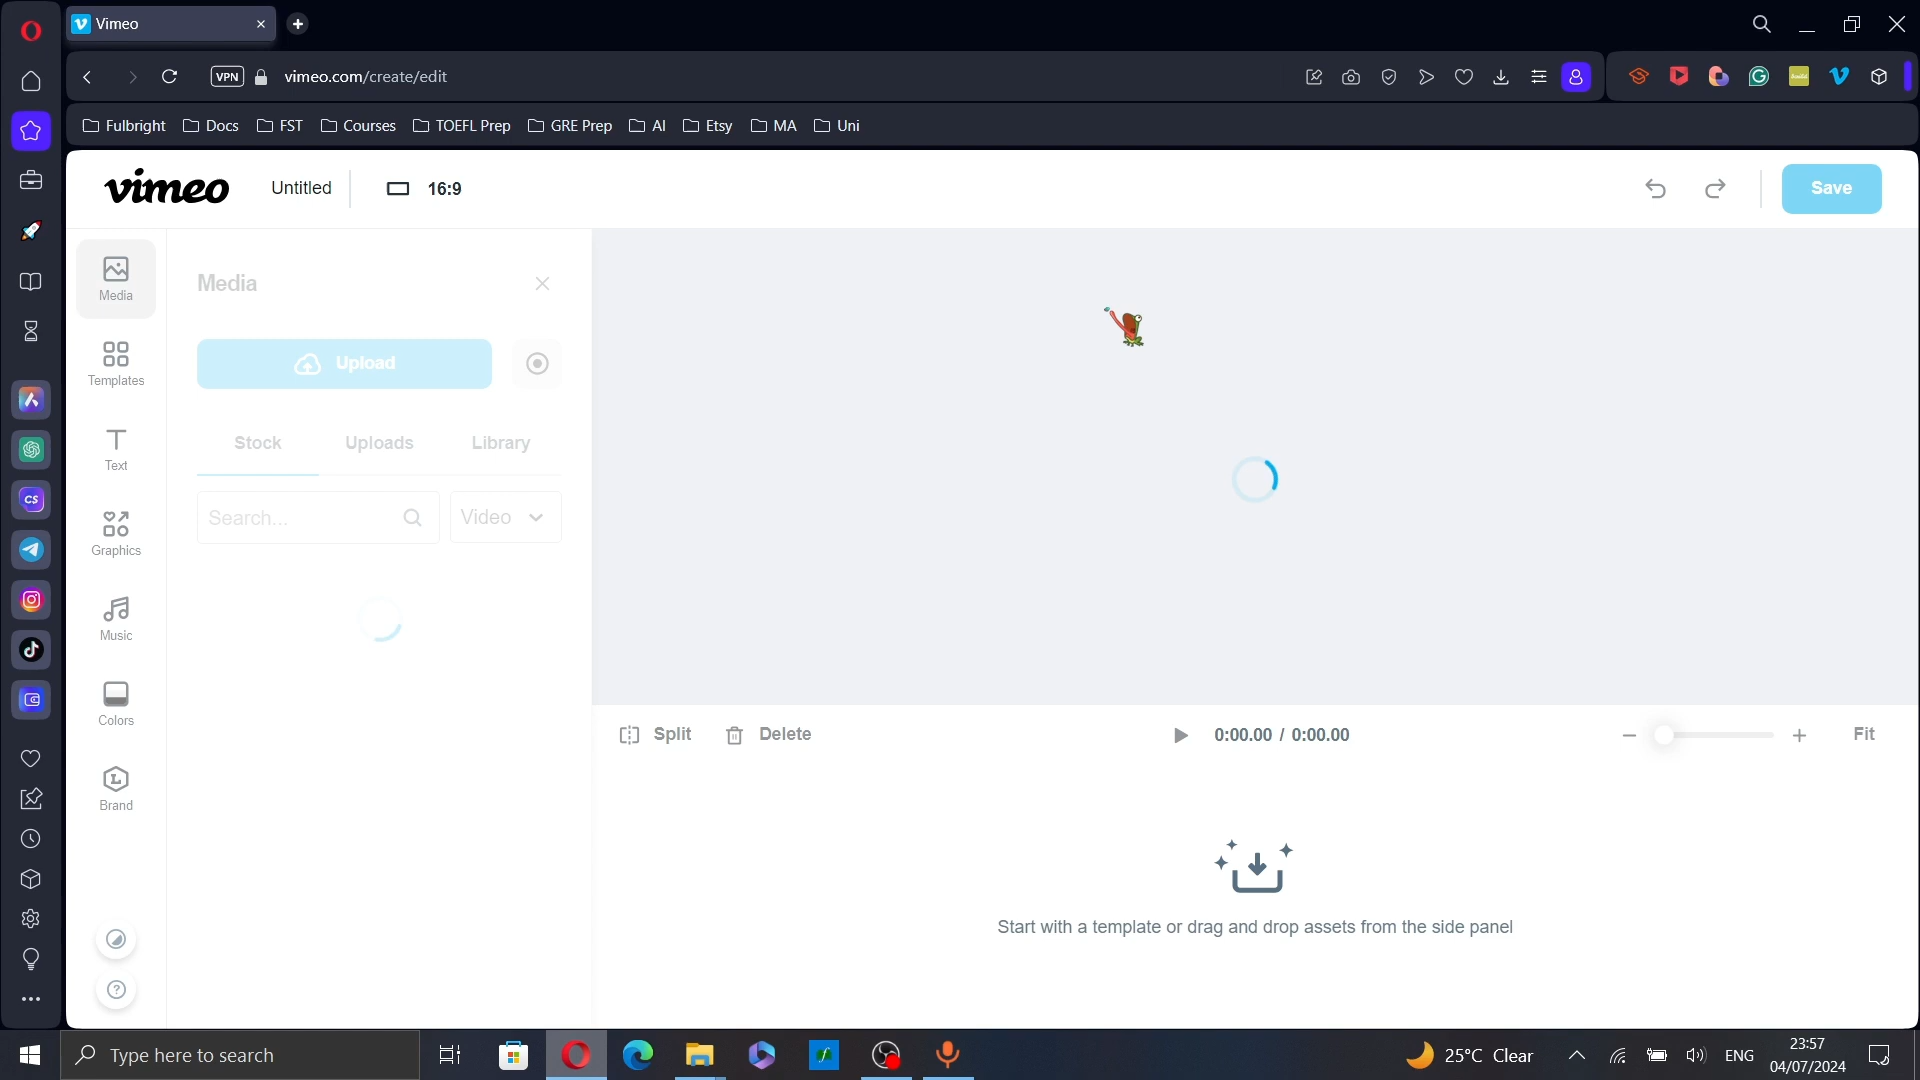 Vimeo
VPN
vimeo.com/create/edit
Fulbright
Docs
FST
Courses
TOEFL Prep
GRE Prep
AI
Etsy
MA
Uni
vimeo
Untitled
16:9
Save
Media
Templates
Text
Graphics
Music
Colors
Brand
Media
Upload
Stock
Uploads
Library
Search...
Video
Split
Delete
0:00.00 / 0:00.00
Fit
Start with a template or drag and drop assets from the side panel
CS
Type here to search
25°C Clear
ENG
23:57
04/07/2024